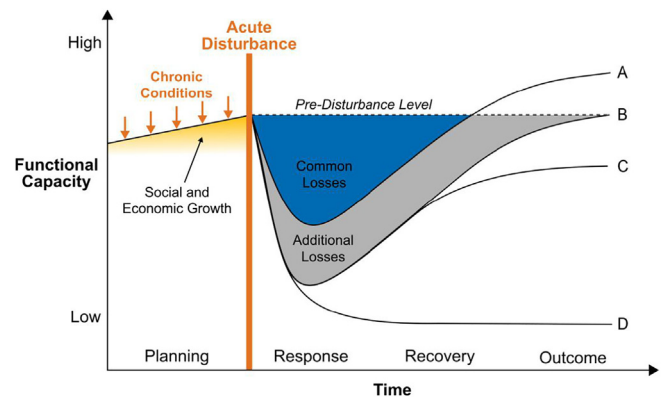 High
Acute
Disturbance
Chronic
Conditions
Pre-Disturbance Level
A
B
C
D
Functional
Capacity
Social and
Economic Growth
Common
Losses
Additional
Losses
Low
Planning
Response
Recovery
Outcome
Time